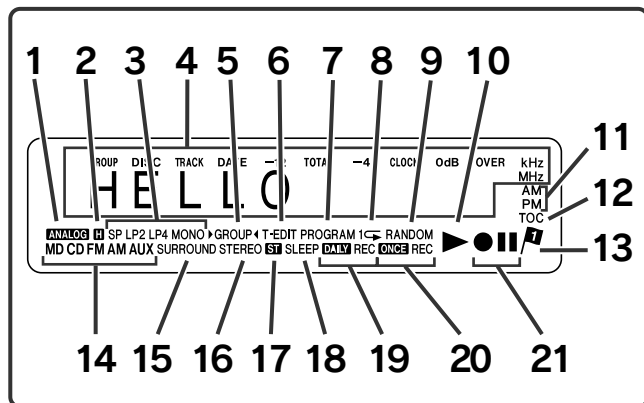 1 2 3 4 5 6 7 8 9 10
11
12
13
GROUP DISC TRACK DATE -12 TOTAL -4 CLOCK 0dB OVER kHz
MHz
HELLO
AM
PM
TOC
ANALOG H SP LP2 LP4 MONO GROUP T-EDIT PROGRAM 1 RANDOM
MD CD FM AM AUX SURROUND STEREO ST SLEEP DAILY REC ONCE REC
1
14 15 16 17 18 19 20 21